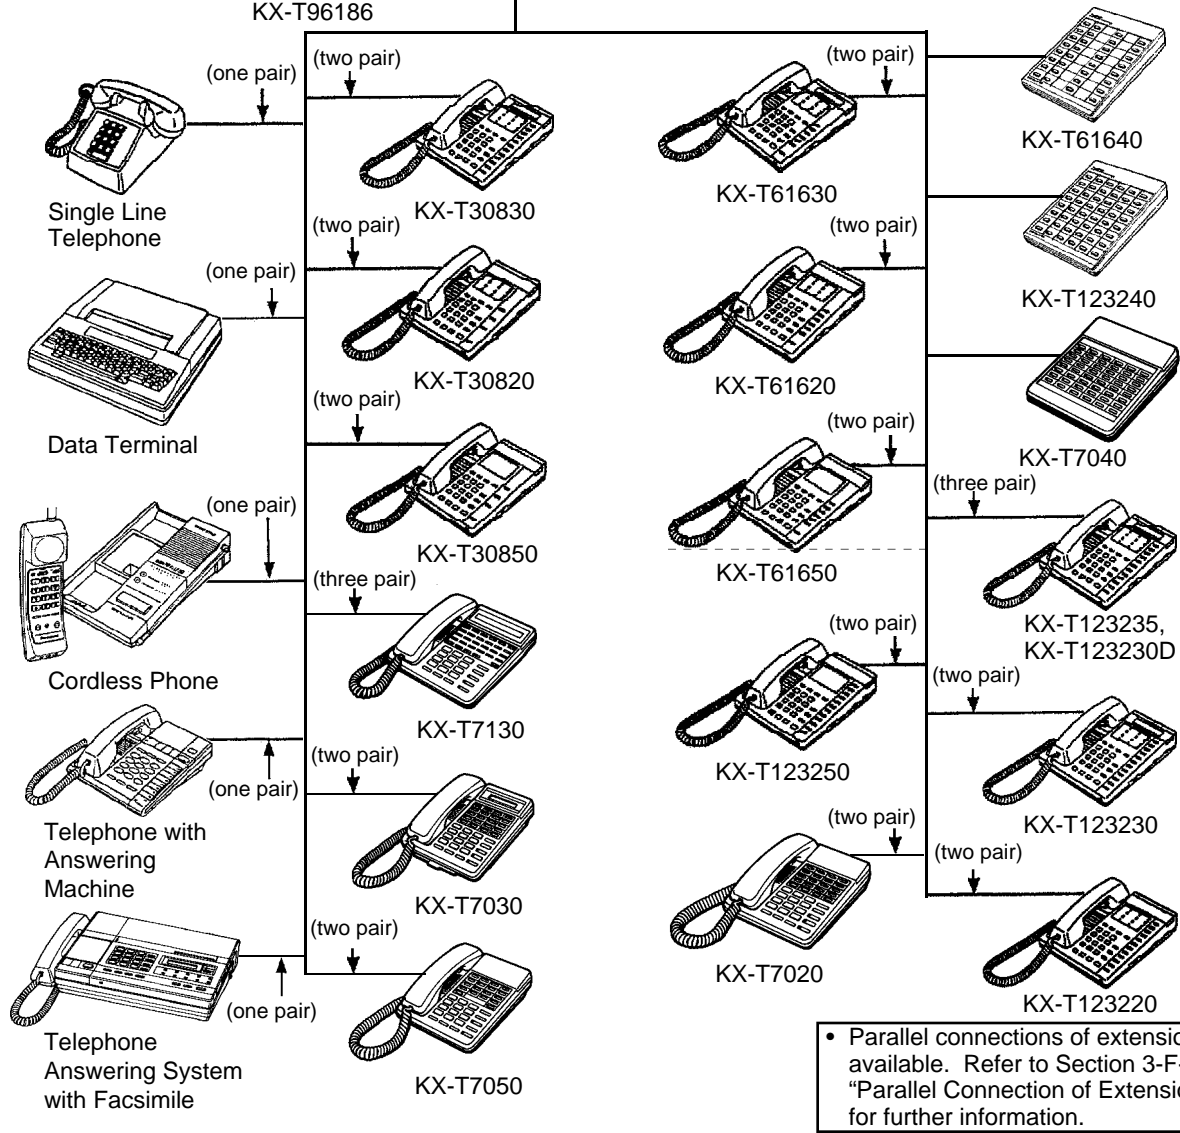 KX-T96186
(one pair)
Single Line
Telephone
(one pair)
Data Terminal
(one pair)
Cordless Phone
(one pair)
Telephone with
Answering
Machine
(one pair)
Telephone
Answering System
with Facsimile
(two pair)
KX-T30830
(two pair)
KX-T30820
(two pair)
KX-T30850
(three pair)
KX-T7130
(two pair)
KX-T7030
(two pair)
KX-T7050
(two pair)
KX-T61630
(two pair)
KX-T61620
(two pair)
KX-T61650
(two pair)
KX-T123250
(two pair)
KX-T7020
KX-T61640
KX-T123240
KX-T7040
(three pair)
KX-T123235,
KX-T123230D
(two pair)
KX-T123230
(two pair)
KX-T123220
• Parallel connections of
available. Refer to Section 3-F-
“Parallel Connection of
for further information.